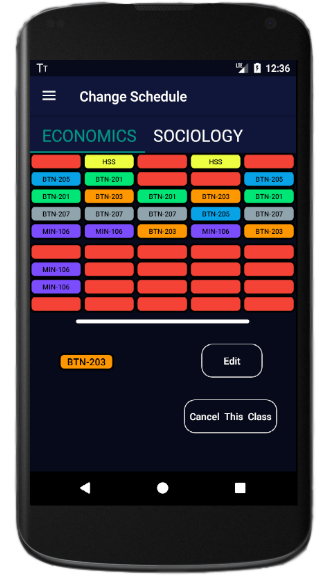 Tт LTE 12:36
Change Schedule
ECONOMICS SOCIOLOGY
HSS HSS
BTN-205 BTN-201 BTN-205
BTN-201 BTN-203 BTN-201 BTN-203 BTN-201
BTN-207 BTN-207 BTN-207 BTN-205 BTN-207
MIN-106 MIN-106 BTN-203 MIN-106 BTN-203
MIN-106
MIN-106
BTN-203 Edit
Cancel This Class